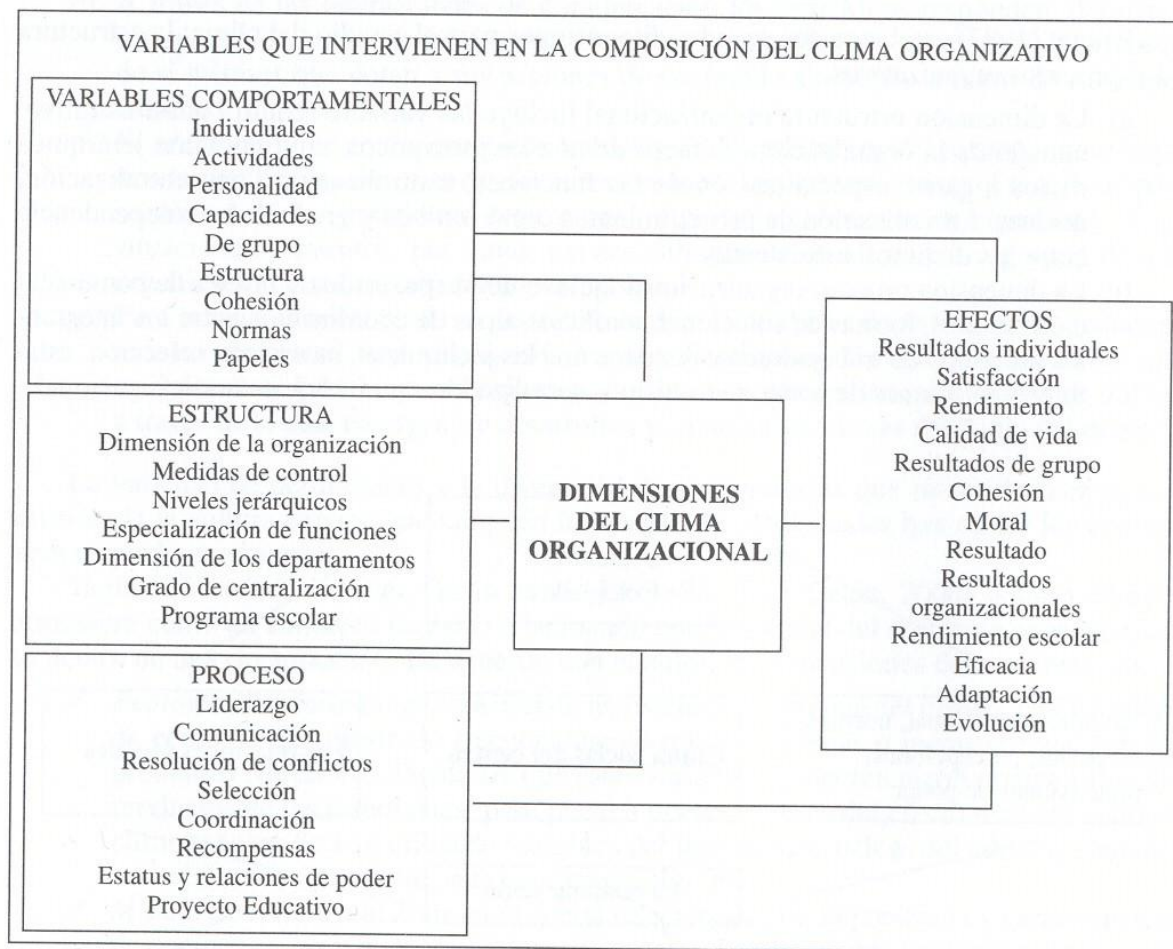 VARIABLES QUE INTERVIENEN EN LA COMPOSICIÓN DEL CLIMA ORGANIZATIVO
VARIABLES COMPORTAMENTALES
Individuales
Actividades
Personalidad
Capacidades
De grupo
Estructura
Cohesión
Normas
Papeles
ESTRUCTURA
Dimensión de la organización
Medidas de control
Niveles jerárquicos
Especialización de funciones
Dimensión de los departamentos
Grado de centralización
Programa escolar
PROCESO
Liderazgo
Comunicación
Resolución de conflictos
Selección
Coordinación
Recompensas
Estatus y relaciones de poder
Proyecto Educativo
DIMENSIONES
DEL CLIMA
ORGANIZACIONAL
EFECTOS
Resultados individuales
Satisfacción
Rendimiento
Calidad de vida
Resultados de grupo
Cohesión
Moral
Resultado
Resultados
organizacionales
Rendimiento escolar
Eficacia
Adaptación
Evolución